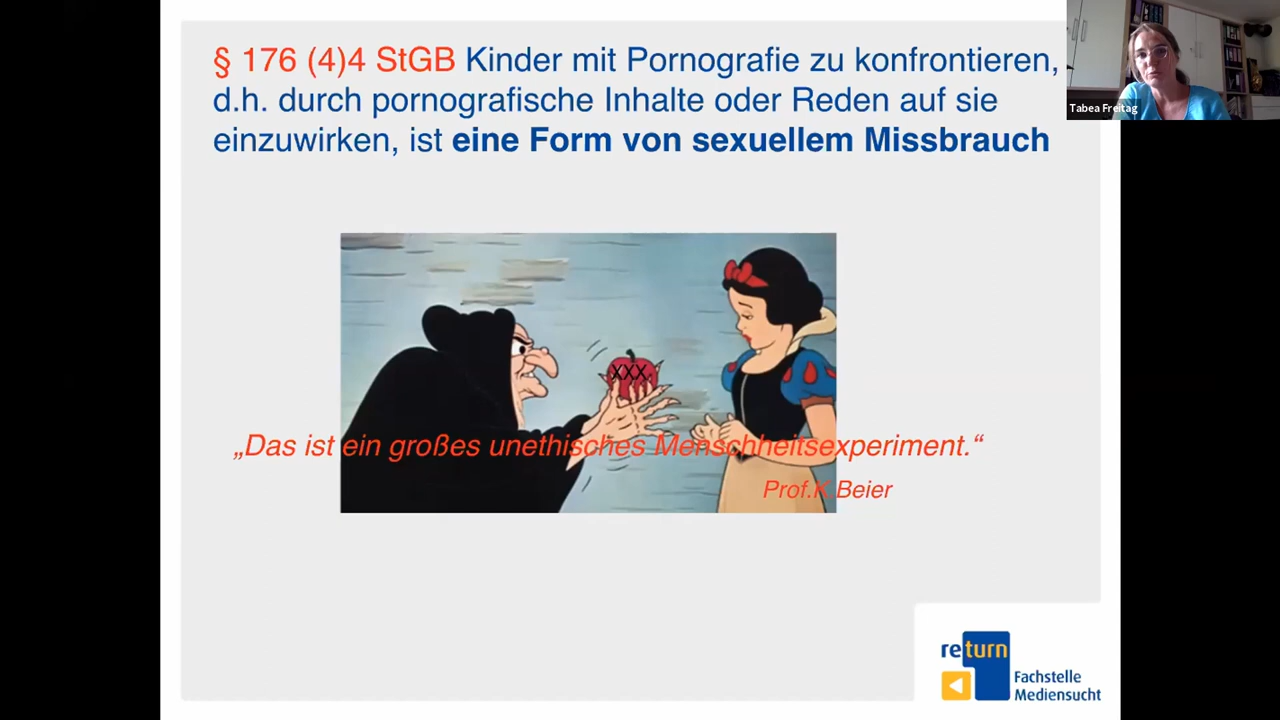 § 176 (4)4 StGB Kinder mit Pornografie zu konfrontieren,
d.h. durch pornografische Inhalte oder Reden auf sie
einzuwirken, ist eine Form von sexuellem Missbrauch
Tabea Freitag
XXX
„Das ist ein großes unethisches Menschheitsexperiment.“
Prof.K.Beier
return
Fachstelle
Mediensucht